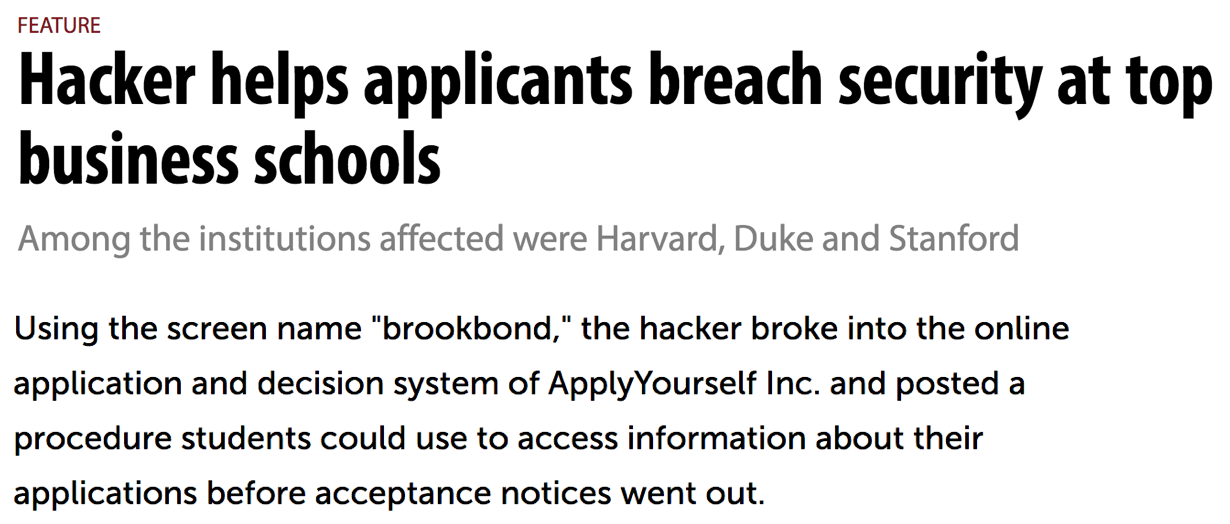 FEATURE
Hacker helps applicants breach security at top
business schools
Among the institutions affected were Harvard, Duke and Stanford
Using the screen name "brookbond," the hacker broke into the online
application and decision system of ApplyYourself Inc. and posted a
procedure students could use to access information about their
applications before acceptance notices went out.